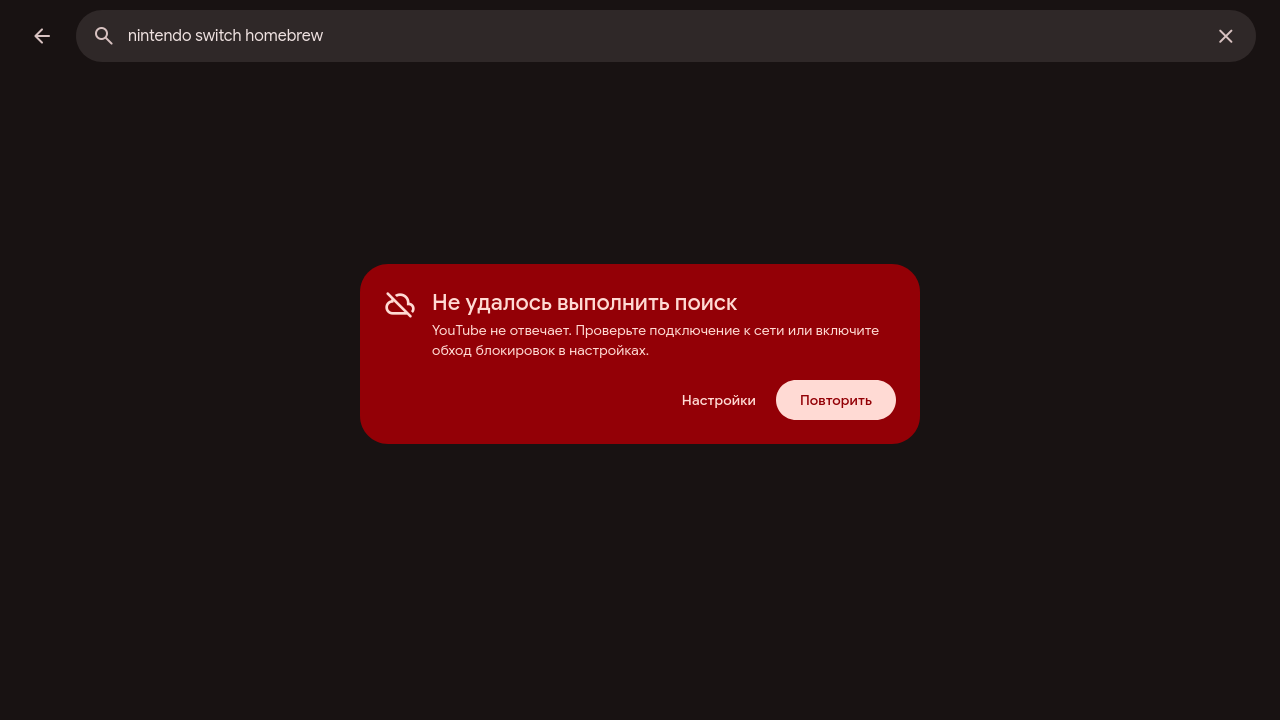 nintendo switch homebrew
Не удалось выполнить поиск
YouTube не отвечает. Проверьте подключение к сети или включите
обход блокировок в настройках.
Настройки
Повторить